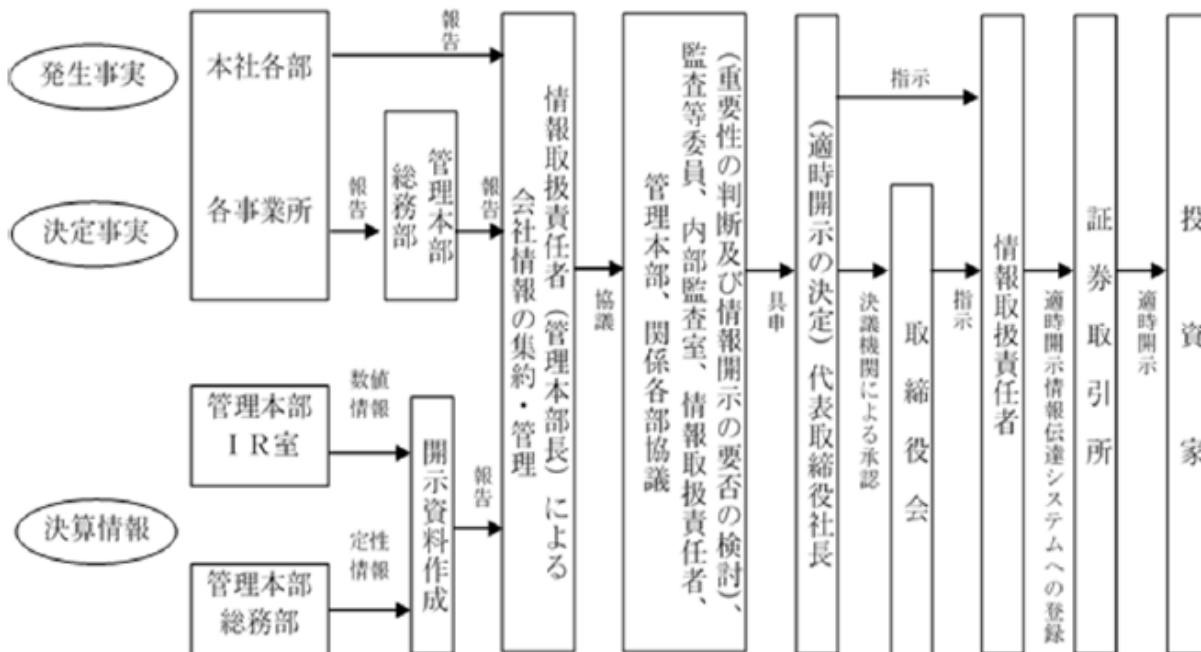 発生事実
決定事実
決算情報
本社各部
各事業所
報告
管理本部
総務部
報告
報告
管理本部
ＩＲ室
数値
情報
管理本部
総務部
定性
情報
開示資料作成
報告
情報取扱責任者（管理本部長）による
会社情報の集約・管理
協議
（重要性の判断及び情報開示の要否の検討）、
監査等委員、内部監査室、情報取扱責任者、
管理本部、関係各部協議
具申
（適時開示の決定）代表取締役社長
指示
決議機関による承認
取締役会
指示
情報取扱責任者
適時開示情報伝達システムへの登録
証券取引所
適時開示
投資家